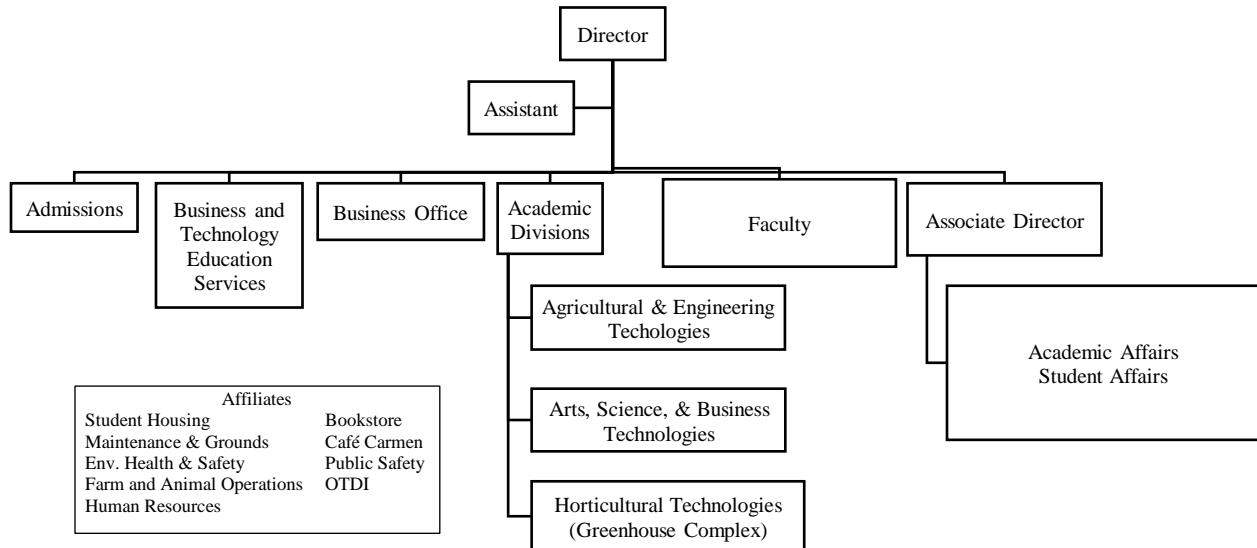 Director
Assistant
Admissions
Business and
Technology
Education
Services
Business Office
Academic
Divisions
Faculty
Associate Director
Agricultural & Engineering
Techologies
Arts, Science, & Business
Technologies
Horticultural Technologies
(Greenhouse Complex)
Academic Affairs
Student Affairs
Affiliates
Student Housing
Maintenance & Grounds
Env. Health & Safety
Farm and Animal Operations
Human Resources
Bookstore
Café Carmen
Public Safety
OTDI